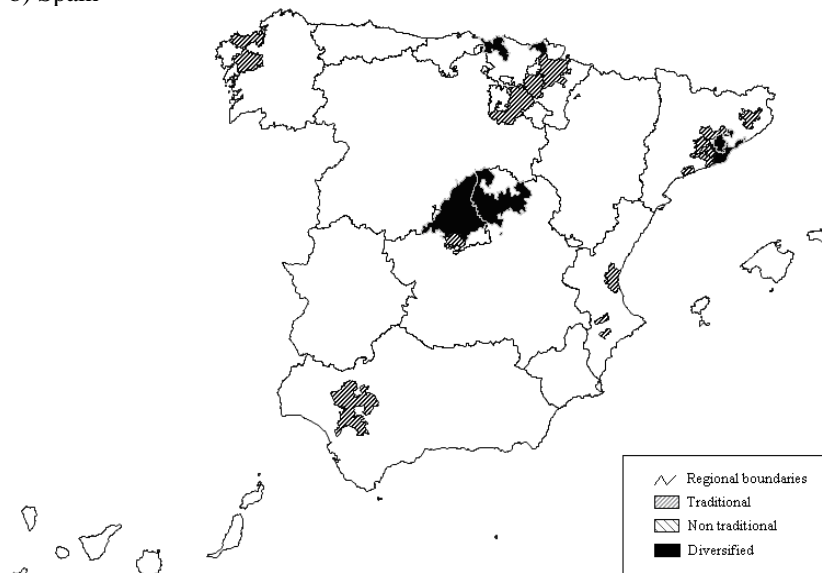 b) Spain
Regional boundaries
Traditional
Non traditional
Diversified